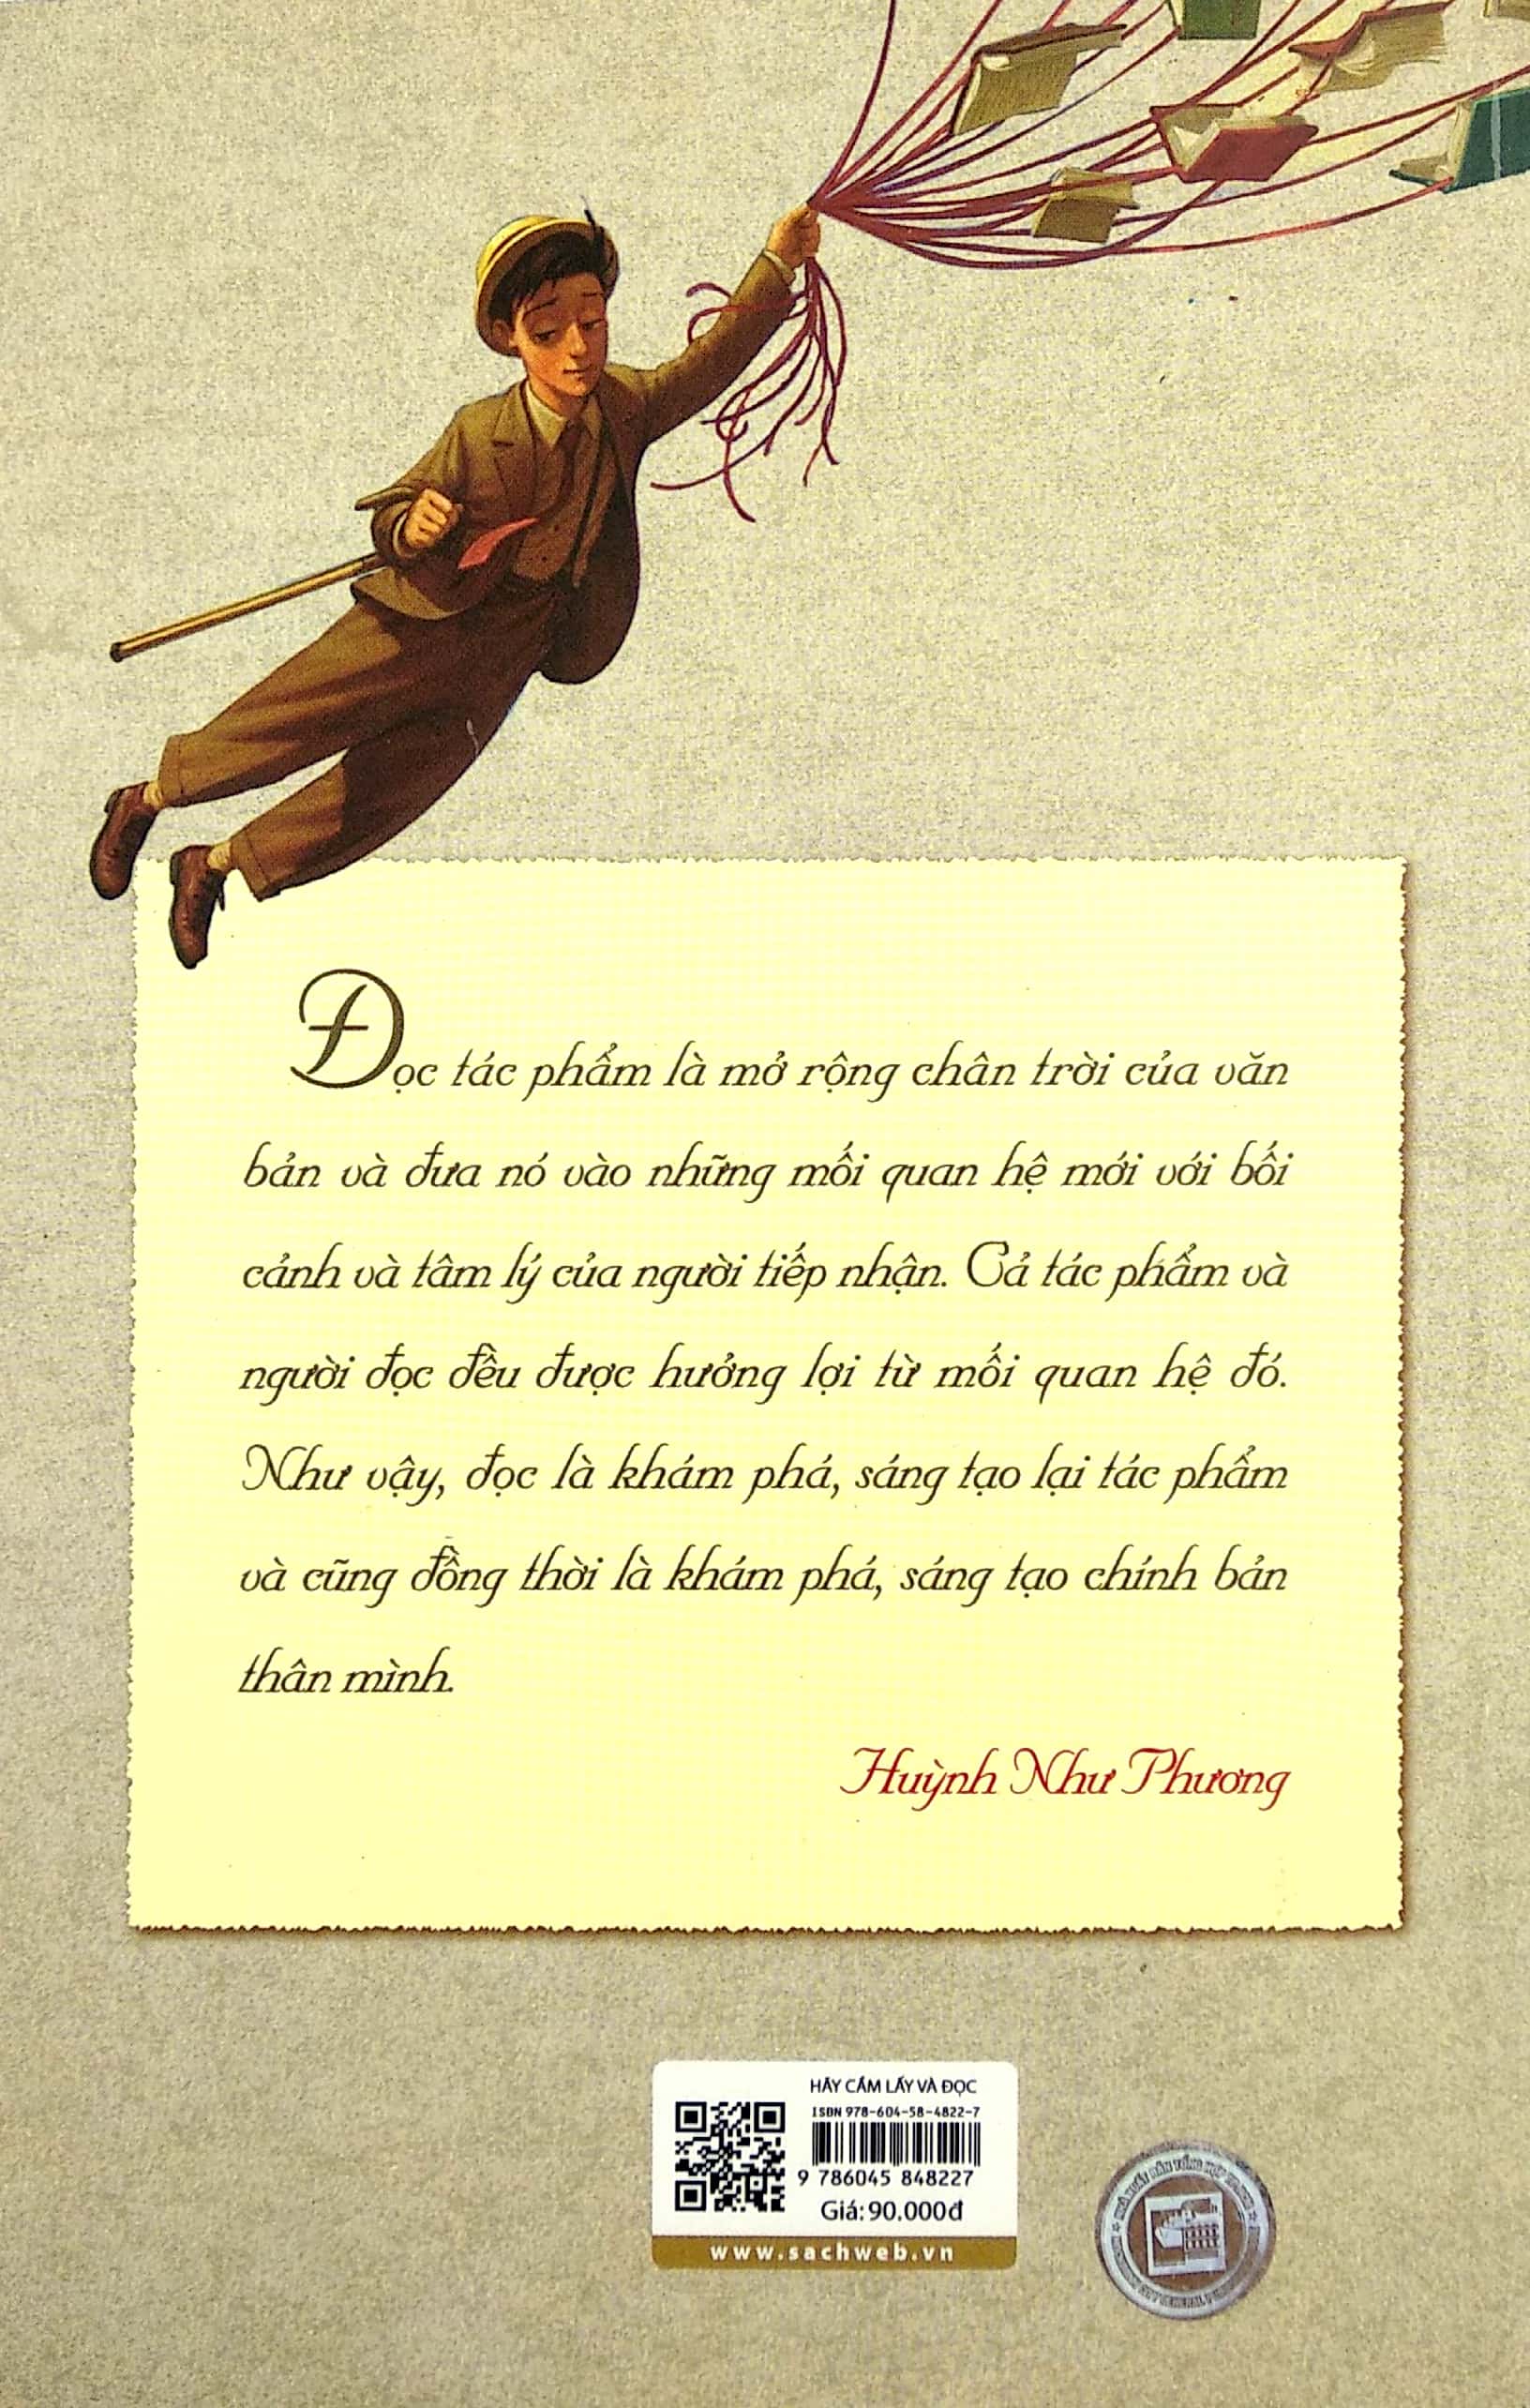 Đọc tác phẩm là mở rộng chân trời của văn
bản và đưa nó vào những mối quan hệ mới với bối
cảnh và tâm lý của người tiếp nhận. Cả tác phẩm và
người đọc đều được hưởng lợi từ mối quan hệ đó.
Như vậy, đọc là khám phá, sáng tạo lại tác phẩm
và cũng đồng thời là khám phá, sáng tạo chính bản
thân mình.
Huỳnh Như Phương
HÃY CẦM LẤY VÀ ĐỌC
ISBN 978-604-58-4822-7
9 786045 848227
Giá: 90.000đ
www.sachweb.vn